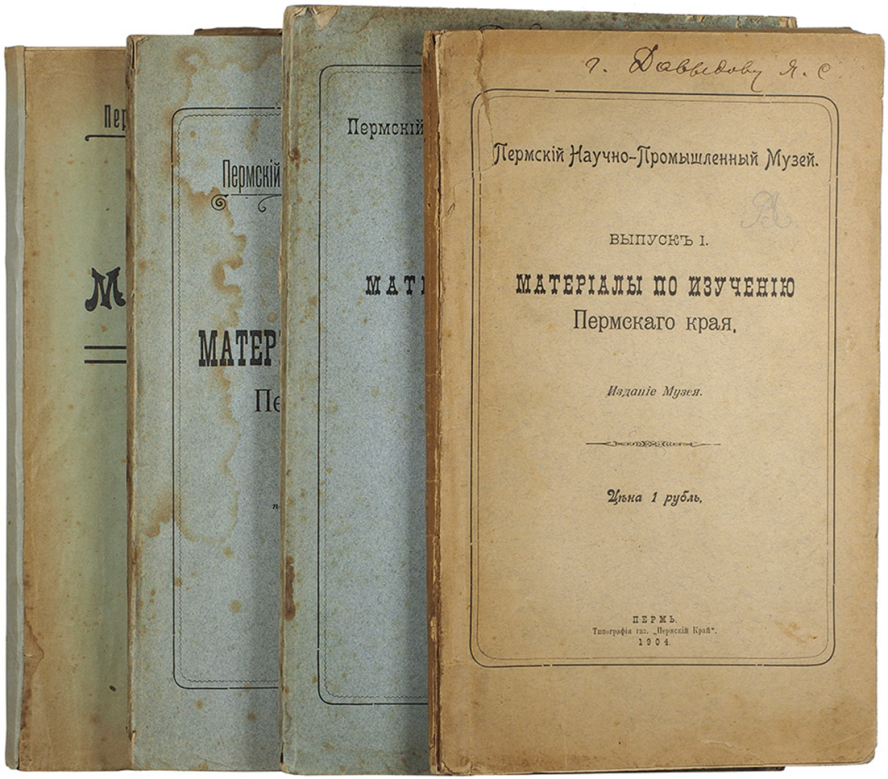 Пер
М
Пермскій
МАТЕР
Пе
Пермскій
МАТЕ
г. Давыдову Я. С
Пермскій Научно-Промышленный Музей.
ВЫПУСКЪ I.
МАТЕРІАЛЫ ПО ИЗУЧЕНІЮ
Пермскаго края.
Изданіе Музея.
Цѣна 1 рубль.
ПЕРМЬ.
Типографія газ. „Пермскій Край".
1904.